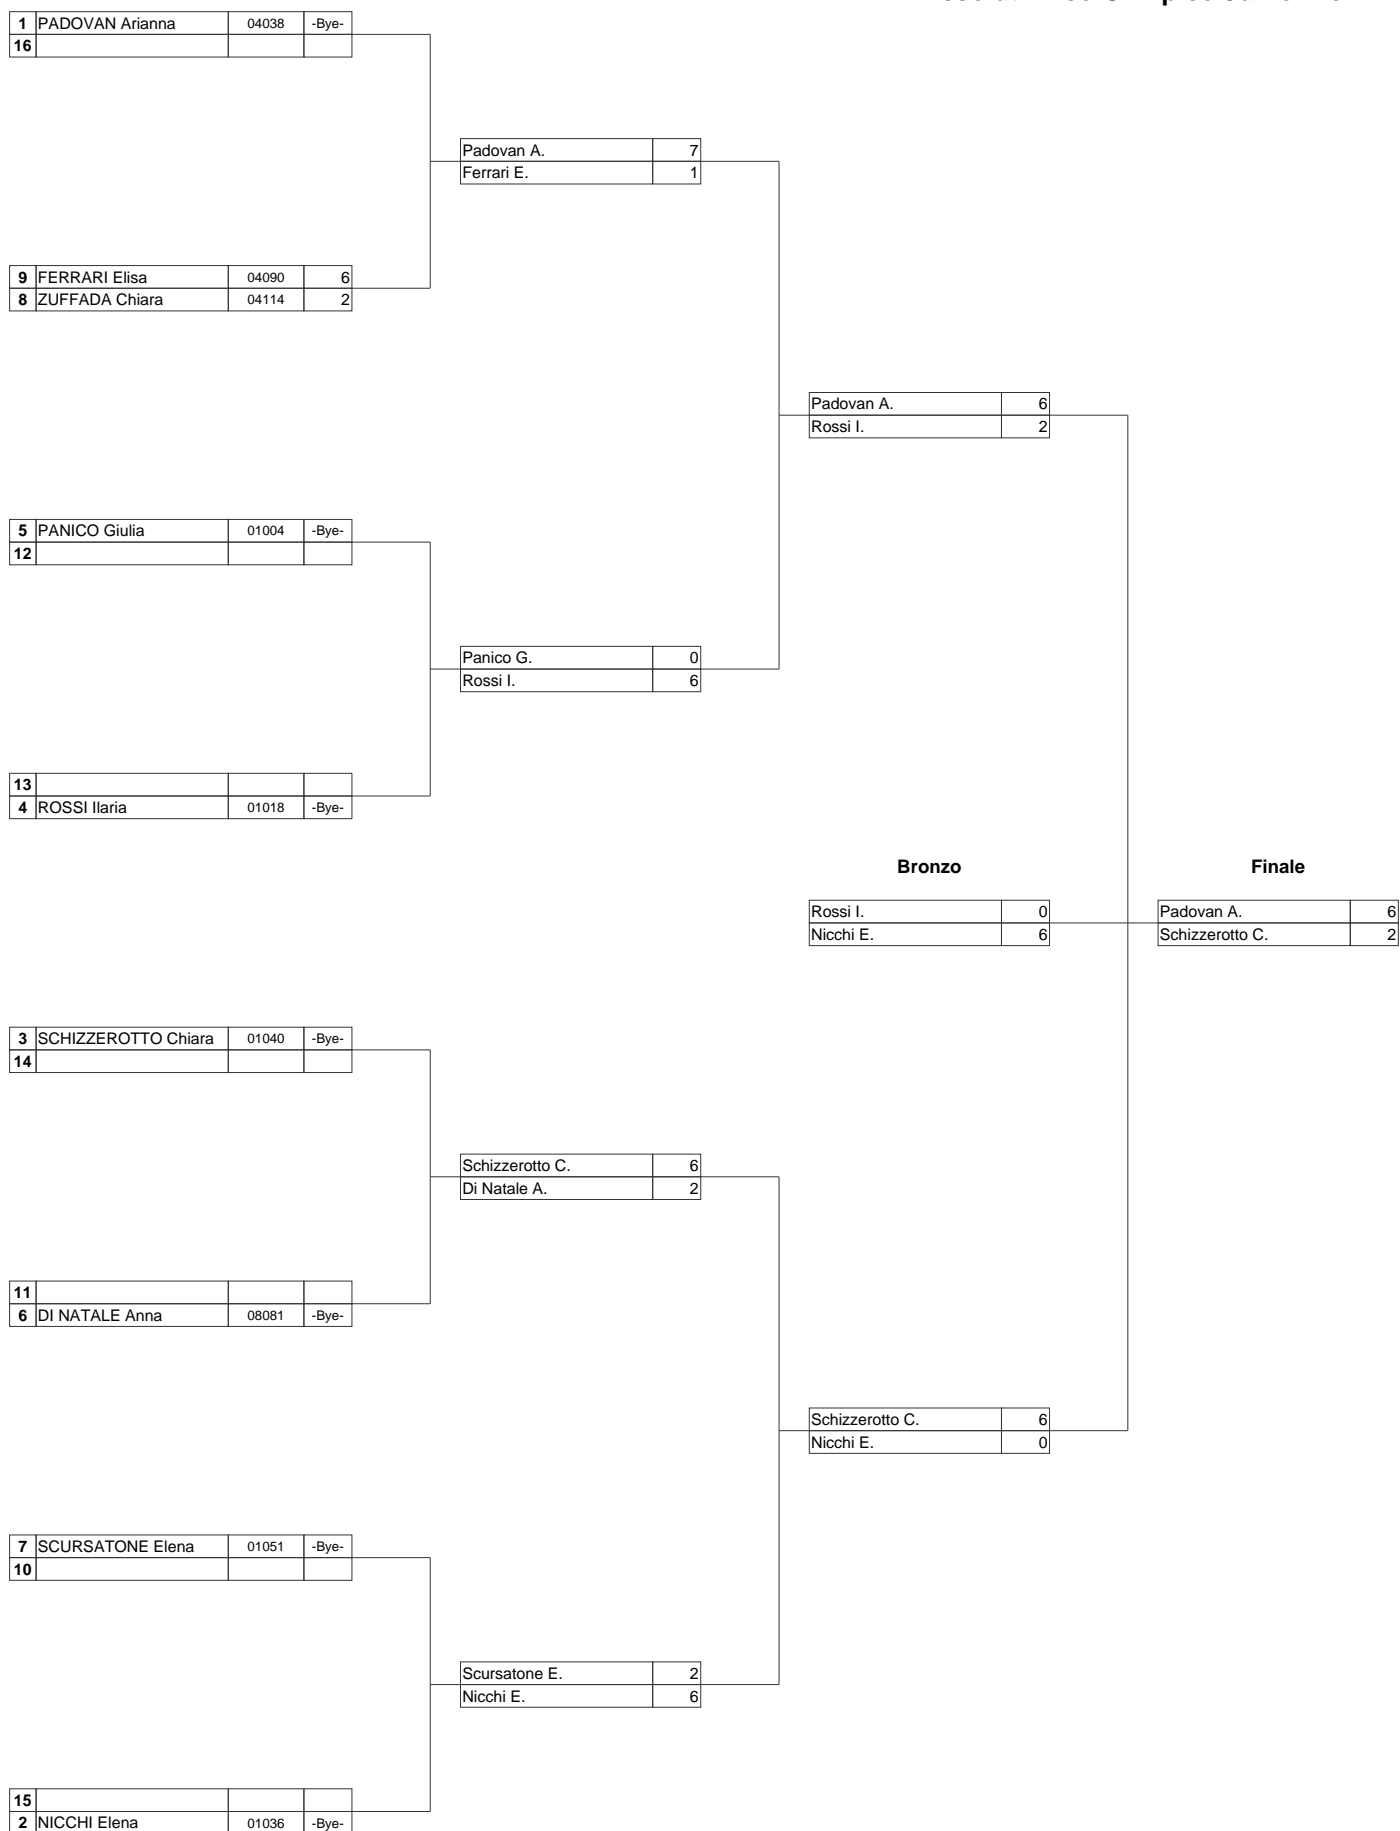 1 PADOVAN Arianna 04038 -Bye-
16
Padovan A. 7
Ferrari E. 1
9 FERRARI Elisa 04090 6
8 ZUFFADA Chiara 04114 2
Padovan A. 6
Rossi I. 2
5 PANICO Giulia 01004 -Bye-
12
Panico G. 0
Rossi I. 6
13
4 ROSSI Ilaria 01018 -Bye-
Bronzo
Finale
Rossi I. 0
Nicchi E. 6
Padovan A. 6
Schizzerotto C. 2
3 SCHIZZEROTTO Chiara 01040 -Bye-
14
Schizzerotto C. 6
Di Natale A. 2
11
6 DI NATALE Anna 08081 -Bye-
Schizzerotto C. 6
Nicchi E. 0
7 SCURSATONE Elena 01051 -Bye-
10
Scursatone E. 2
Nicchi E. 6
15
2 NICCHI Elena 01036 -Bye-